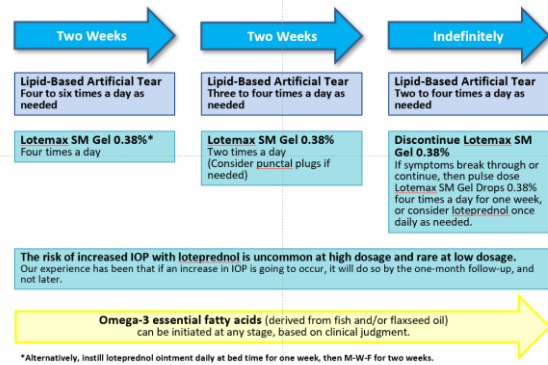 Two Weeks
Two Weeks
Indefinitely
Lipid-Based Artificial Tear
Four to six times a day as
needed
Lipid-Based Artificial Tear
Three to four times a day as
needed
Lipid-Based Artificial Tear
Two to four times a day as
needed
Lotemax SM Gel 0.38%*
Four times a day
Lotemax SM Gel 0.38%
Two times a day
(Consider punctal plugs if
needed)
Discontinue Lotemax SM
Gel 0.38%
If symptoms break through or
continue, then pulse dose
Lotemax SM Gel Drops 0.38%
four times a day for one week,
or consider loteprednol once
daily as needed.
The risk of increased IOP with loteprednol is uncommon at high dosage and rare at low dosage.
Our experience has been that if an increase in IOP is going to occur, it will do so by the one-month follow-up, and
not later.
Omega-3 essential fatty acids (derived from fish and/or flaxseed oil)
can be initiated at any stage, based on clinical judgment.
*Alternatively, instill loteprednol ointment daily at bed time for one week, then M-W-F for two weeks.